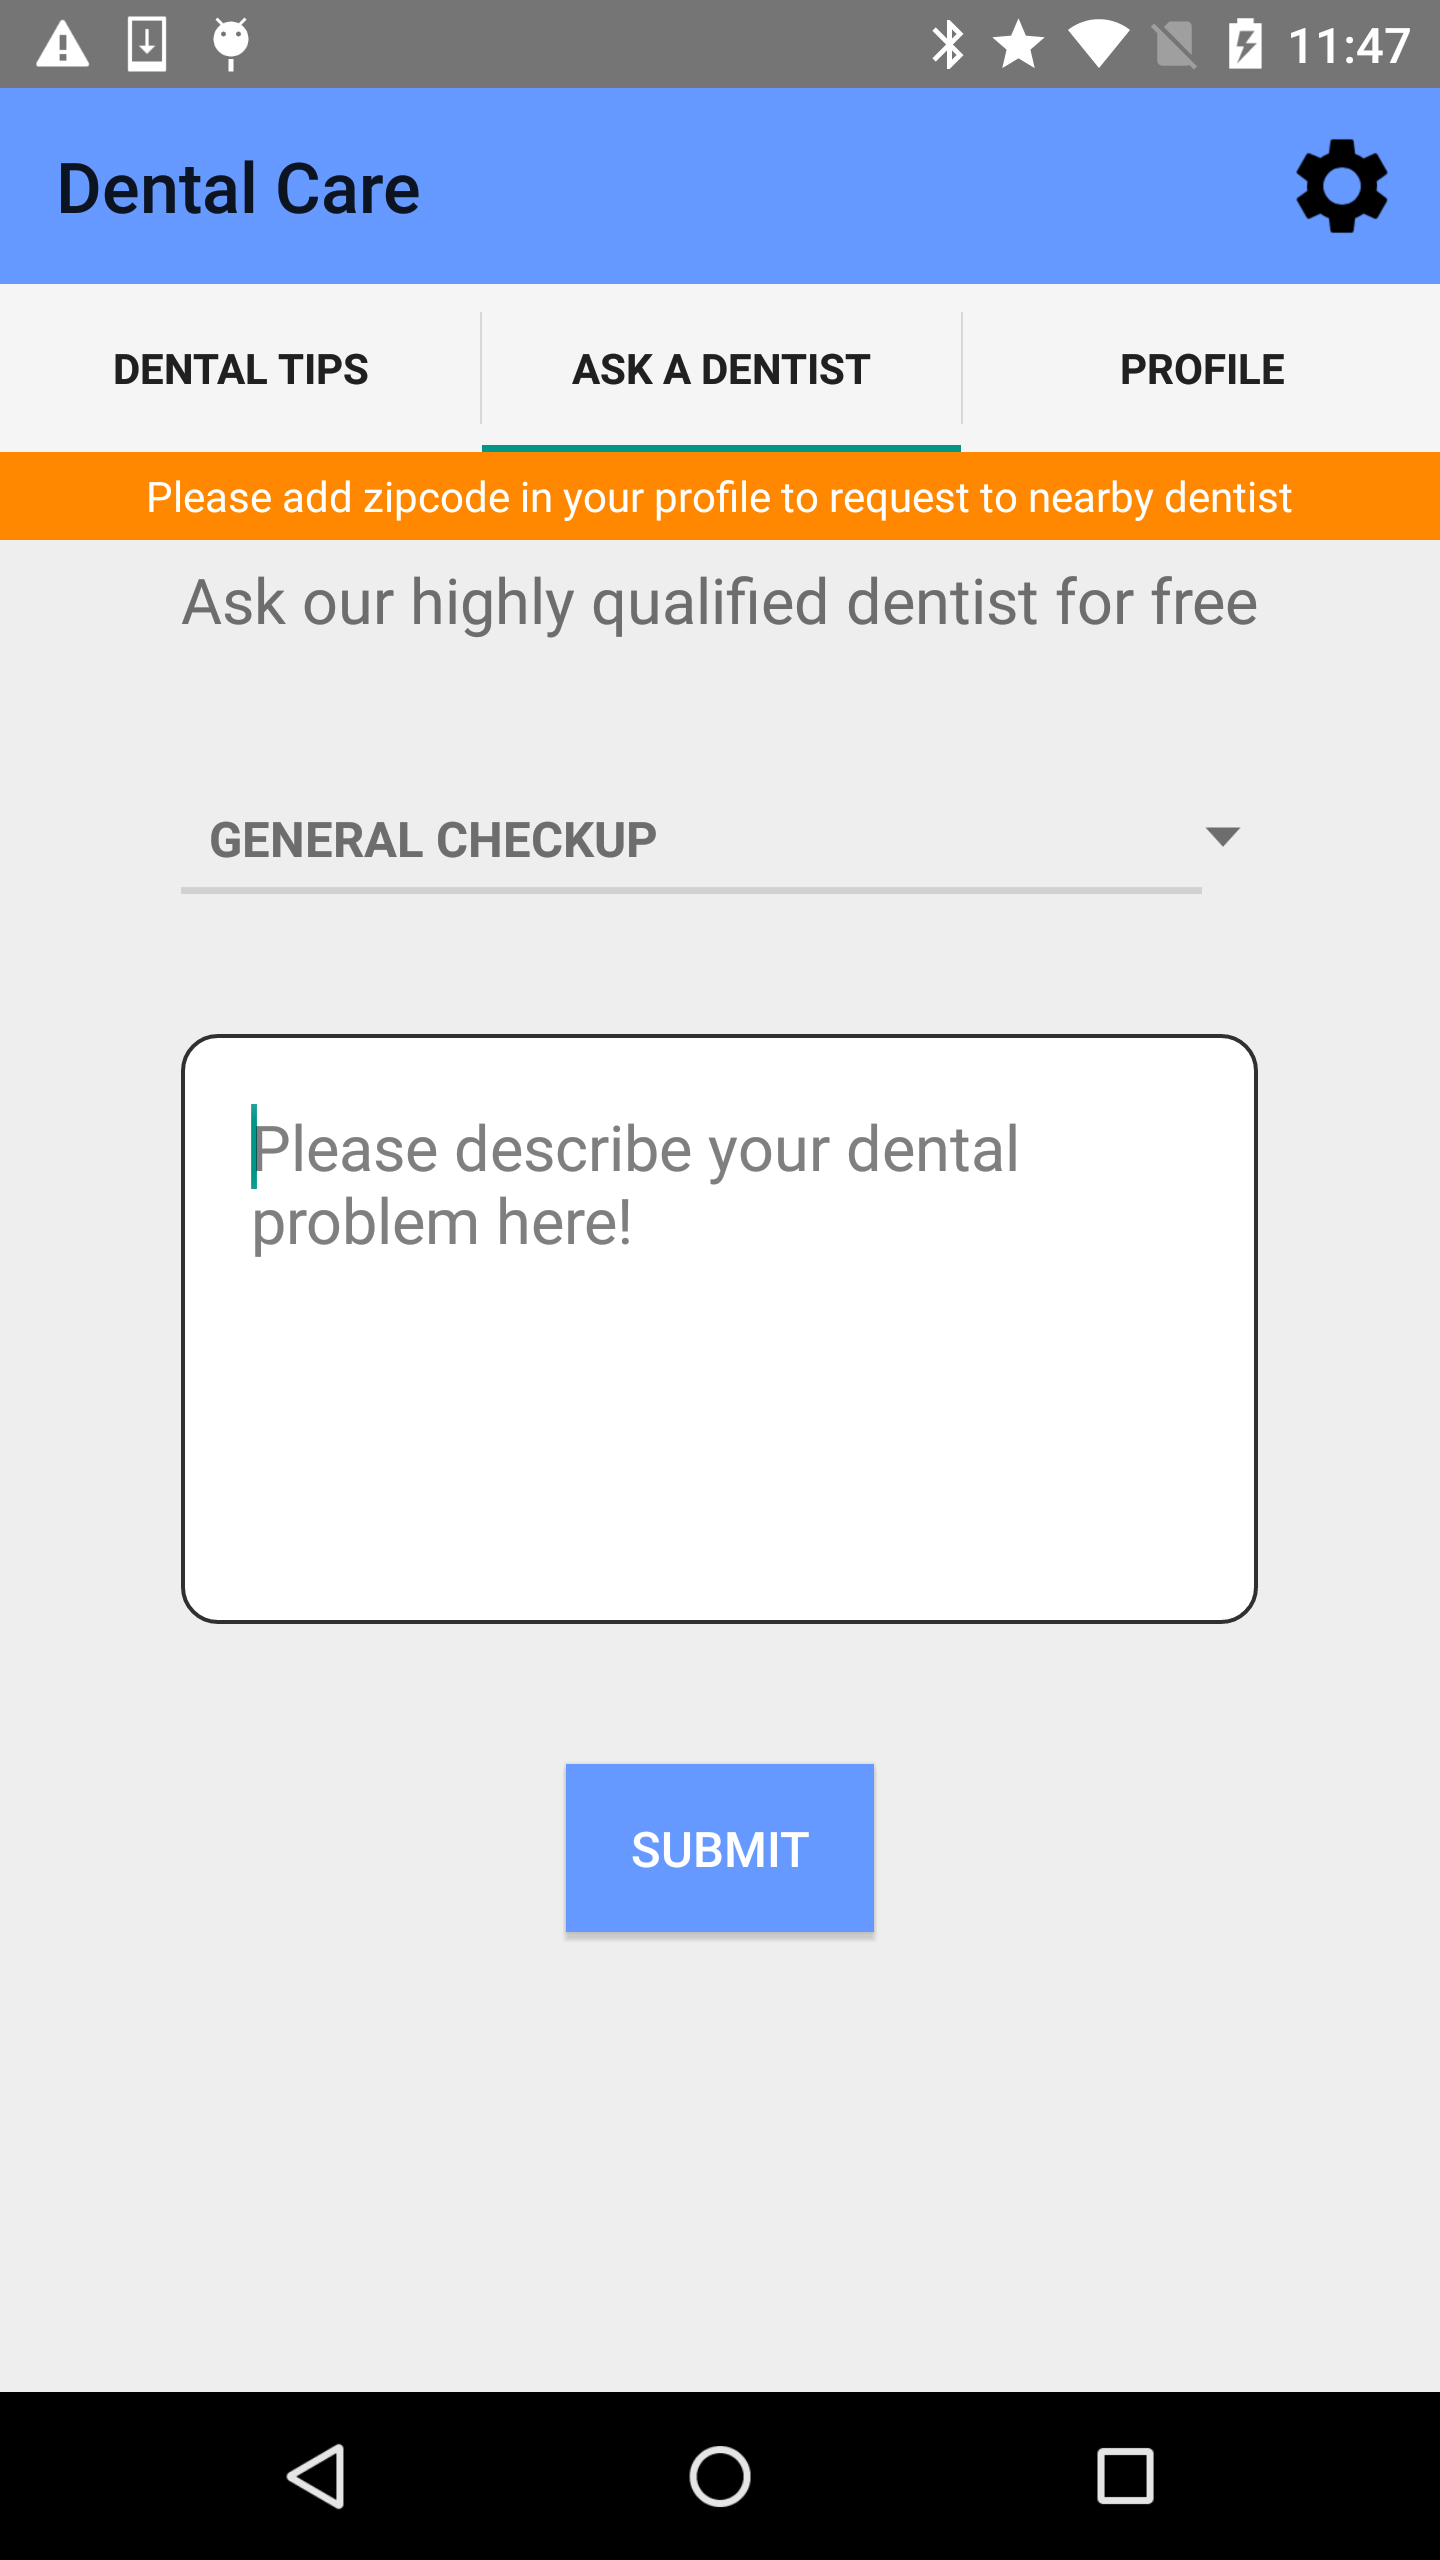 11:47
Dental Care
DENTAL TIPS
ASK A DENTIST
PROFILE
Please add zipcode in your profile to request to nearby dentist
Ask our highly qualified dentist for free
GENERAL CHECKUP
Please describe your dental
problem here!
SUBMIT